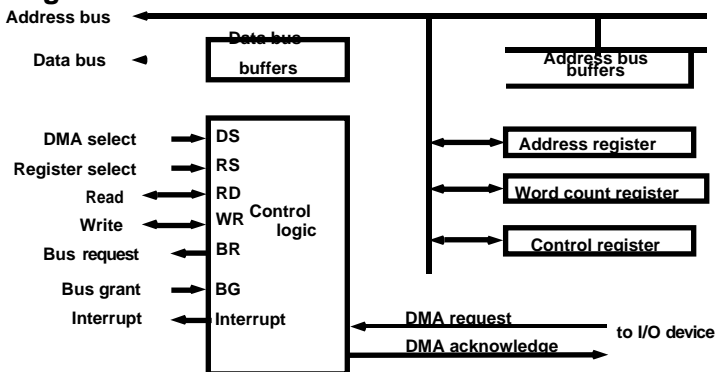 Address bus
Data bus
Data bus
buffers
Address bus
buffers
DMA select
DS
Register select
RS
Read
RD
Write
WR
Control
logic
Bus request
BR
Bus grant
BG
Interrupt
Interrupt
Address register
Word count register
Control register
DMA request
DMA acknowledge
to I/O device